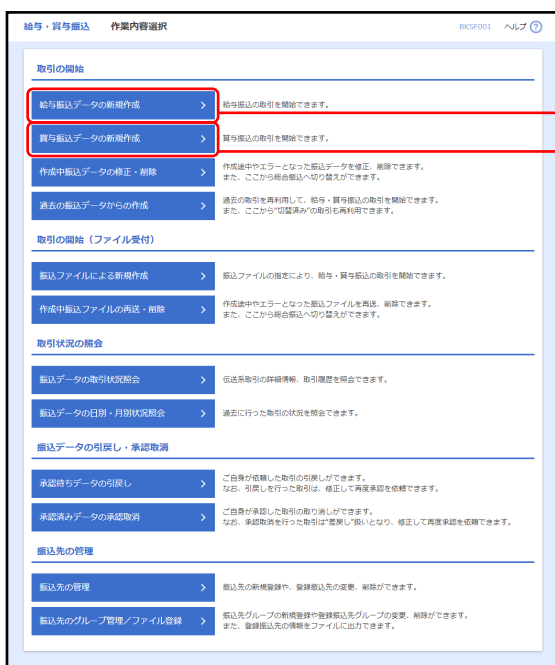 給与・賞与振込 作業内容選択 BKSF001 ヘルプ ?
取引の開始
給与振込データの新規作成 給与振込の取引を開始できます。
賞与振込データの新規作成 賞与振込の取引を開始できます。
作成中振込データの修正・削除 作成途中やエラーとなった振込データを修正、削除できます。
また、ここから総合振込へ切り替えができます。
過去の振込データからの作成 過去の取引を再利用して、給与・賞与振込の取引を開始できます。
また、ここから“切替済み”の取引も再利用できます。
取引の開始（ファイル受付）
振込ファイルによる新規作成 振込ファイルの指定により、給与・賞与振込の取引を開始できます。
作成中振込ファイルの再送・削除 作成途中やエラーとなった振込ファイルを再送、削除できます。
また、ここから総合振込へ切り替えができます。
取引状況の照会
振込データの取引状況照会 伝送系取引の詳細情報、取引履歴を照会できます。
振込データの日別・月別状況照会 過去に行った取引の状況を照会できます。
振込データの引戻し・承認取消
承認待ちデータの引戻し ご自身が依頼した取引の引戻しができます。
なお、引戻しを行った取引は、修正して再度承認を依頼できます。
承認済みデータの承認取消 ご自身が承認した取引の取り消しができます。
なお、承認取消を行った取引は“差戻し”扱いとなり、修正して再度承認を依頼できます。
振込先の管理
振込先の管理 振込先の新規登録や、登録振込先の変更、削除ができます。
振込先のグループ管理／ファイル登録 振込先グループの新規登録や登録振込先グループの変更、削除ができます。
また、登録振込先の情報をファイルに出力できます。